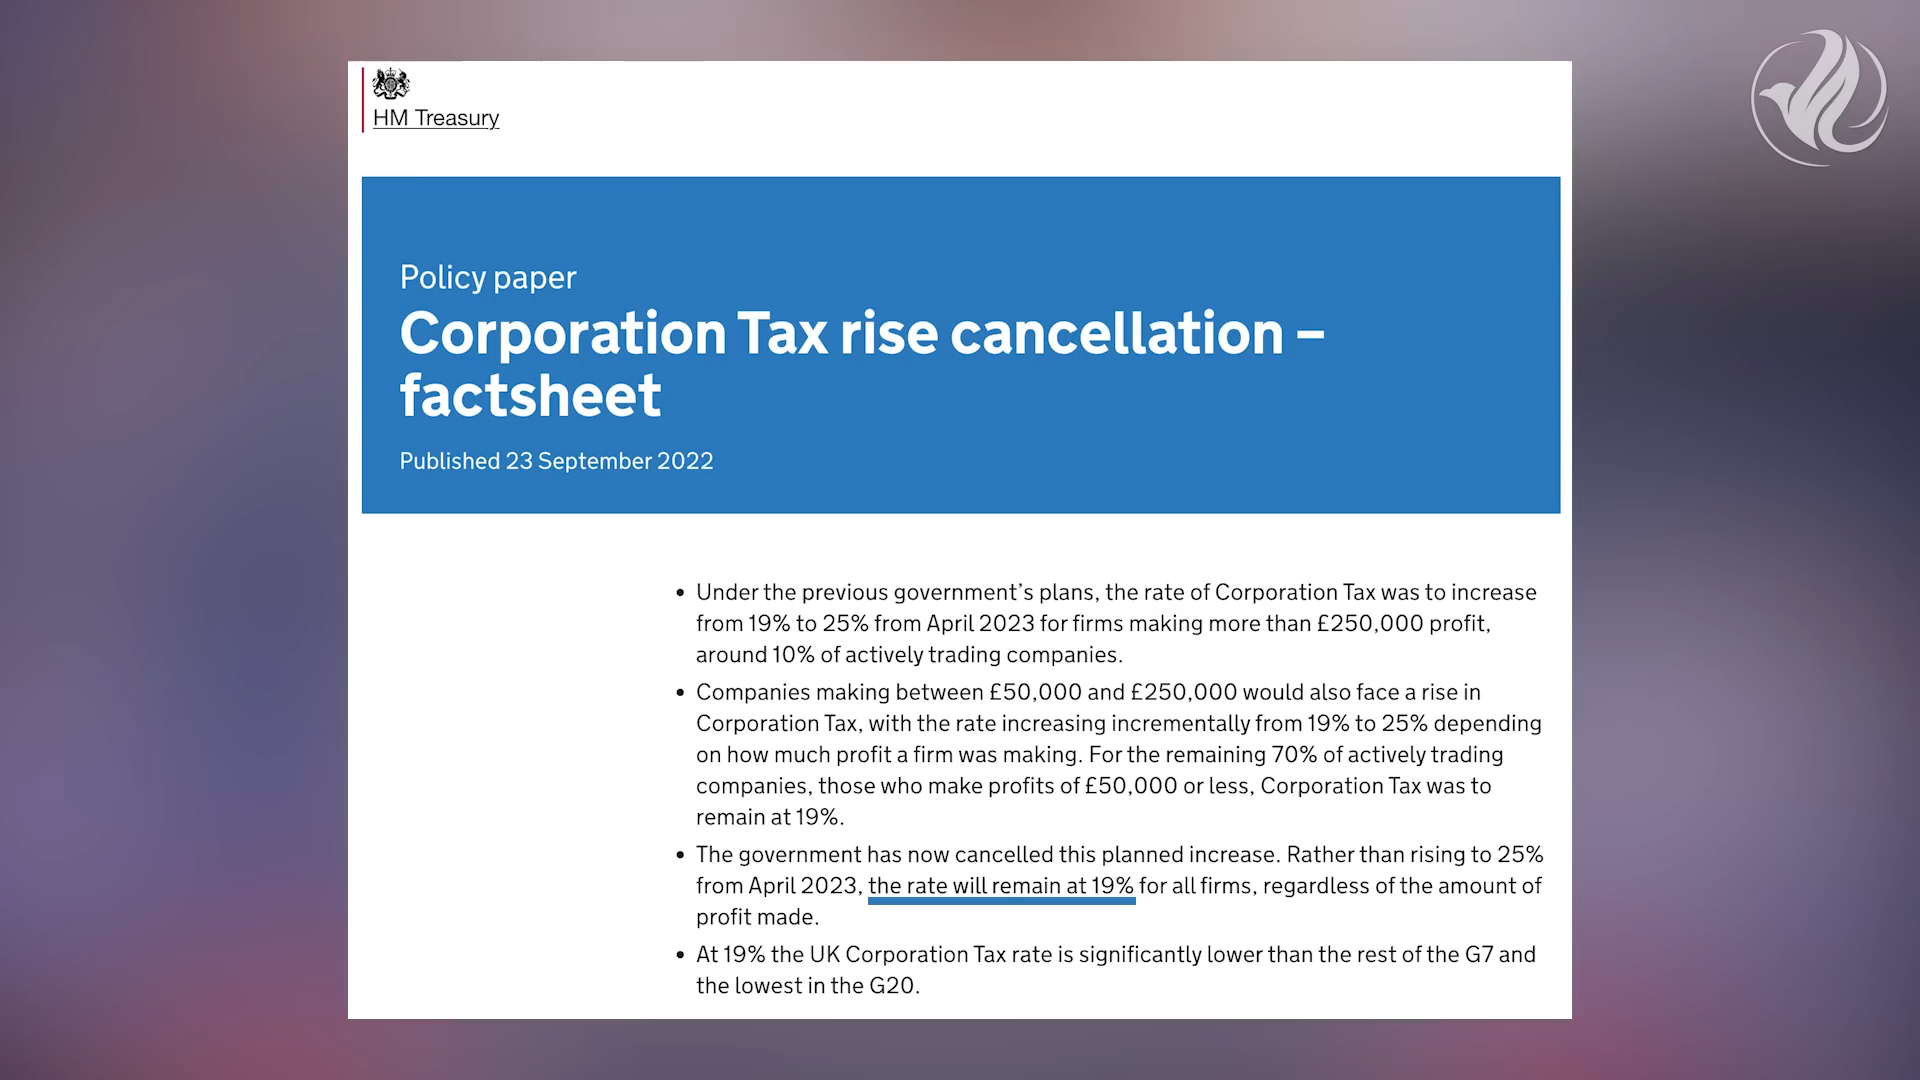 HM Treasury
Policy paper
Corporation Tax rise cancellation –
factsheet
Published 23 September 2022
• Under the previous government’s plans, the rate of Corporation Tax was to increase
from 19% to 25% from April 2023 for firms making more than £250,000 profit,
around 10% of actively trading companies.
• Companies making between £50,000 and £250,000 would also face a rise in
Corporation Tax, with the rate increasing incrementally from 19% to 25% depending
on how much profit a firm was making. For the remaining 70% of actively trading
companies, those who make profits of £50,000 or less, Corporation Tax was to
remain at 19%.
• The government has now cancelled this planned increase. Rather than rising to 25%
from April 2023, the rate will remain at 19% for all firms, regardless of the amount of
profit made.
• At 19% the UK Corporation Tax rate is significantly lower than the rest of the G7 and
the lowest in the G20.